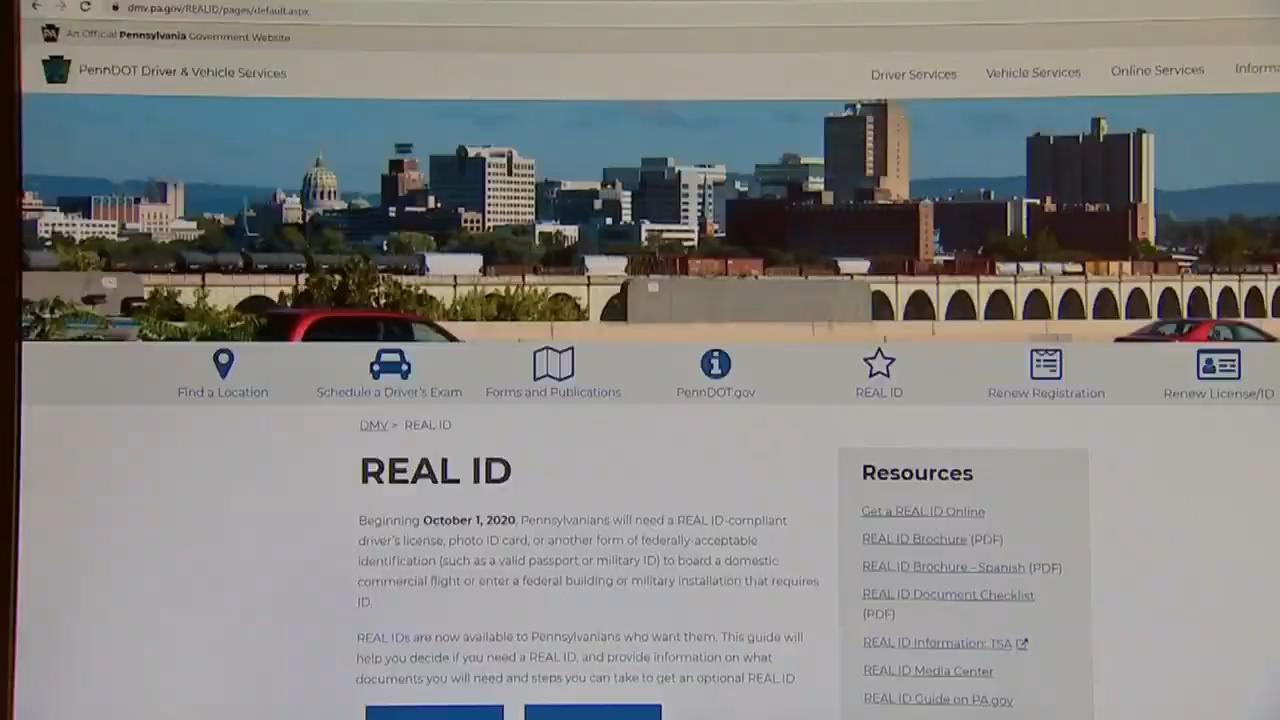 dmv.pa.gov/REALID/pages/default.aspx
PA An Official Pennsylvania Government Website
PennDOT Driver & Vehicle Services
Driver Services Vehicle Services Online Services
Find a Location Schedule a Driver's Exam Forms and Publications PennDOT.gov REAL ID Renew Registration Renew License/ID
DMV > REAL ID
REAL ID
Beginning October 1, 2020, Pennsylvanians will need a REAL ID-compliant
driver's license, photo ID card, or another form of federally-acceptable
identification (such as a valid passport or military ID) to board a domestic
commercial flight or enter a federal building or military installation that requires
ID.
REAL IDs are now available to Pennsylvanians who want them. This guide will
help you decide if you need a REAL ID, and provide information on what
documents you will need and steps you can take to get an optional REAL ID
Resources
Get a REAL ID Online
REAL ID Brochure (PDF)
REAL ID Brochure - Spanish (PDF)
REAL ID Document Checklist
(PDF)
REAL ID Information: TSA
REAL ID Media Center
REAL ID Guide on PA.gov